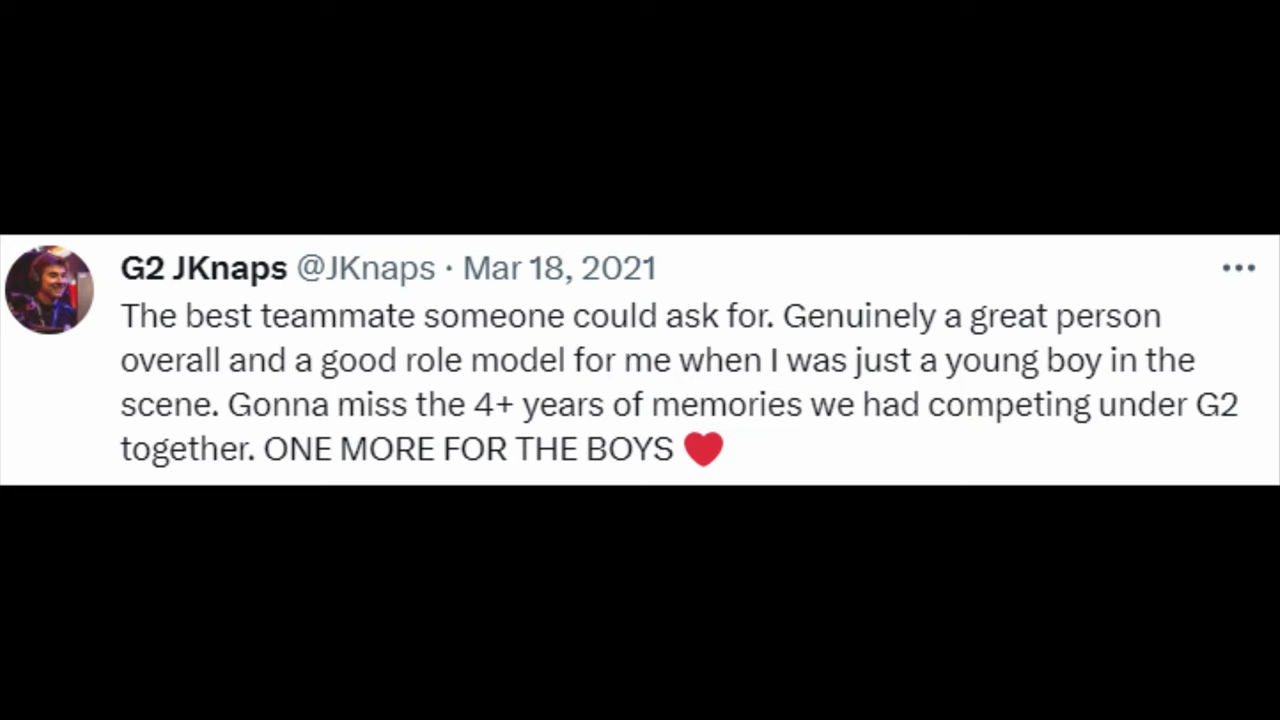 G2 JKnaps @JKnaps · Mar 18, 2021
The best teammate someone could ask for. Genuinely a great person
overall and a good role model for me when I was just a young boy in the
scene. Gonna miss the 4+ years of memories we had competing under G2
together. ONE MORE FOR THE BOYS ❤️